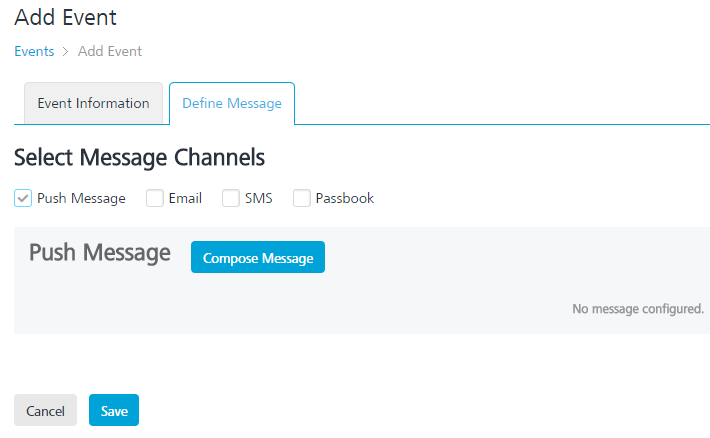 Add Event
Events > Add Event
Event Information Define Message
Select Message Channels
Push Message Email SMS Passbook
Push Message Compose Message
No message configured.
Cancel Save